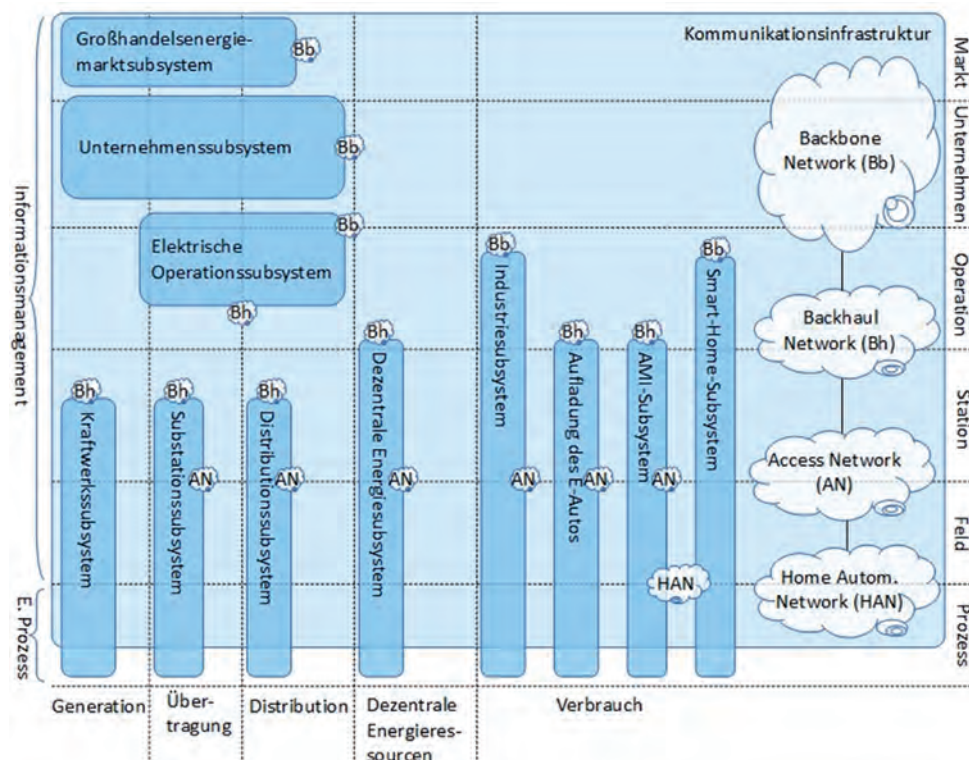 Großhandelsenergie-
marktsubsystem
Bb
Kommunikationsinfrastruktur
Markt
Unternehmenssubsystem
Bb
Backbone
Network (Bb)
Unternehmen
Elektrische
Operationssubsystem
Bb
Bh
Operation
Backhaul
Network (Bh)
Station
Access Network
(AN)
Feld
Home Autom.
Network (HAN)
Prozess
Informationsmanagement
E. Prozess
Bh
Kraftwerkssubsystem
Bh
Substationssubsystem
AN
Bh
Distributionssubsystem
AN
Bh
Dezentrale Energiesubsystem
AN
Bb
Industriesubsystem
AN
Bh
Aufladung des E-Autos
AN
Bh
AMI-Subsystem
AN
Bb
Smart-Home-Subsystem
HAN
Generation
Über-
tragung
Distribution
Dezentrale
Energieres-
sourcen
Verbrauch